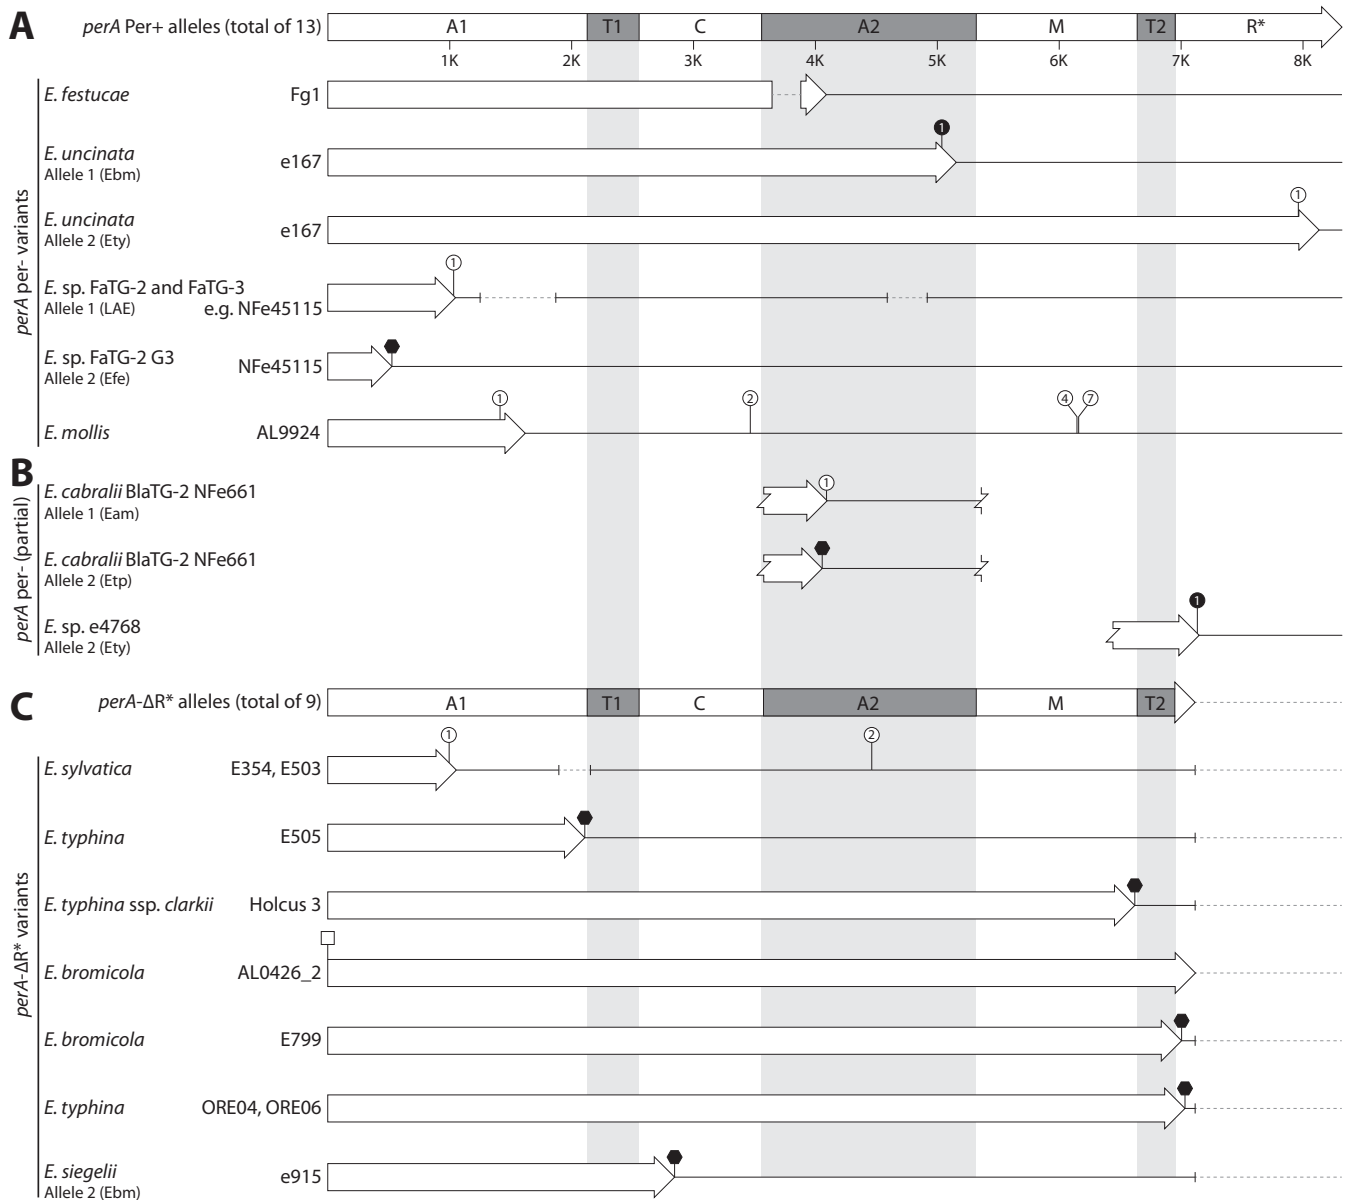 A
perA Per+ alleles (total of 13)
A1 T1 C A2 M T2 R*
1K 2K 3K 4K 5K 6K 7K 8K
perA per- variants
E. festucae Fg1
1
E. uncinata e167
Allele 1 (Ebm)
1
E. uncinata e167
Allele 2 (Ety)
1
E. sp. FaTG-2 and FaTG-3
Allele 1 (LAE) e.g. NFe45115
E. sp. FaTG-2 G3 NFe45115
Allele 2 (Efe)
1 2 4 7
E. mollis AL9924
B
perA per- (partial)
E. cabralii BlaTG-2 NFe661 1
Allele 1 (Eam)
E. cabralii BlaTG-2 NFe661
Allele 2 (Etp)
1
E. sp. e4768
Allele 2 (Ety)
C
perA-ΔR* alleles (total of 9)
A1 T1 C A2 M T2
perA-ΔR* variants
1 2
E. sylvatica E354, E503
E. typhina E505
E. typhina ssp. clarkii Holcus 3
E. bromicola AL0426_2
E. bromicola E799
E. typhina ORE04, ORE06
E. siegelii e915
Allele 2 (Ebm)